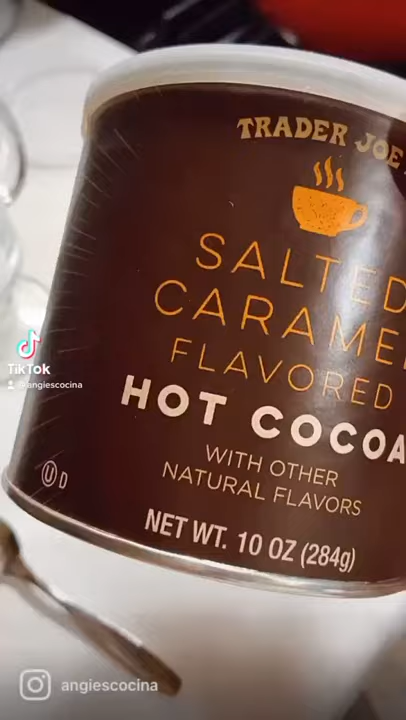 TRADER JOE'
SALTED
CARAME
FLAVORED
HOT COCOA
WITH OTHER
NATURAL FLAVORS
NET WT. 10 OZ (284g)
U D
TikTok
@angiescocina
angiescocina